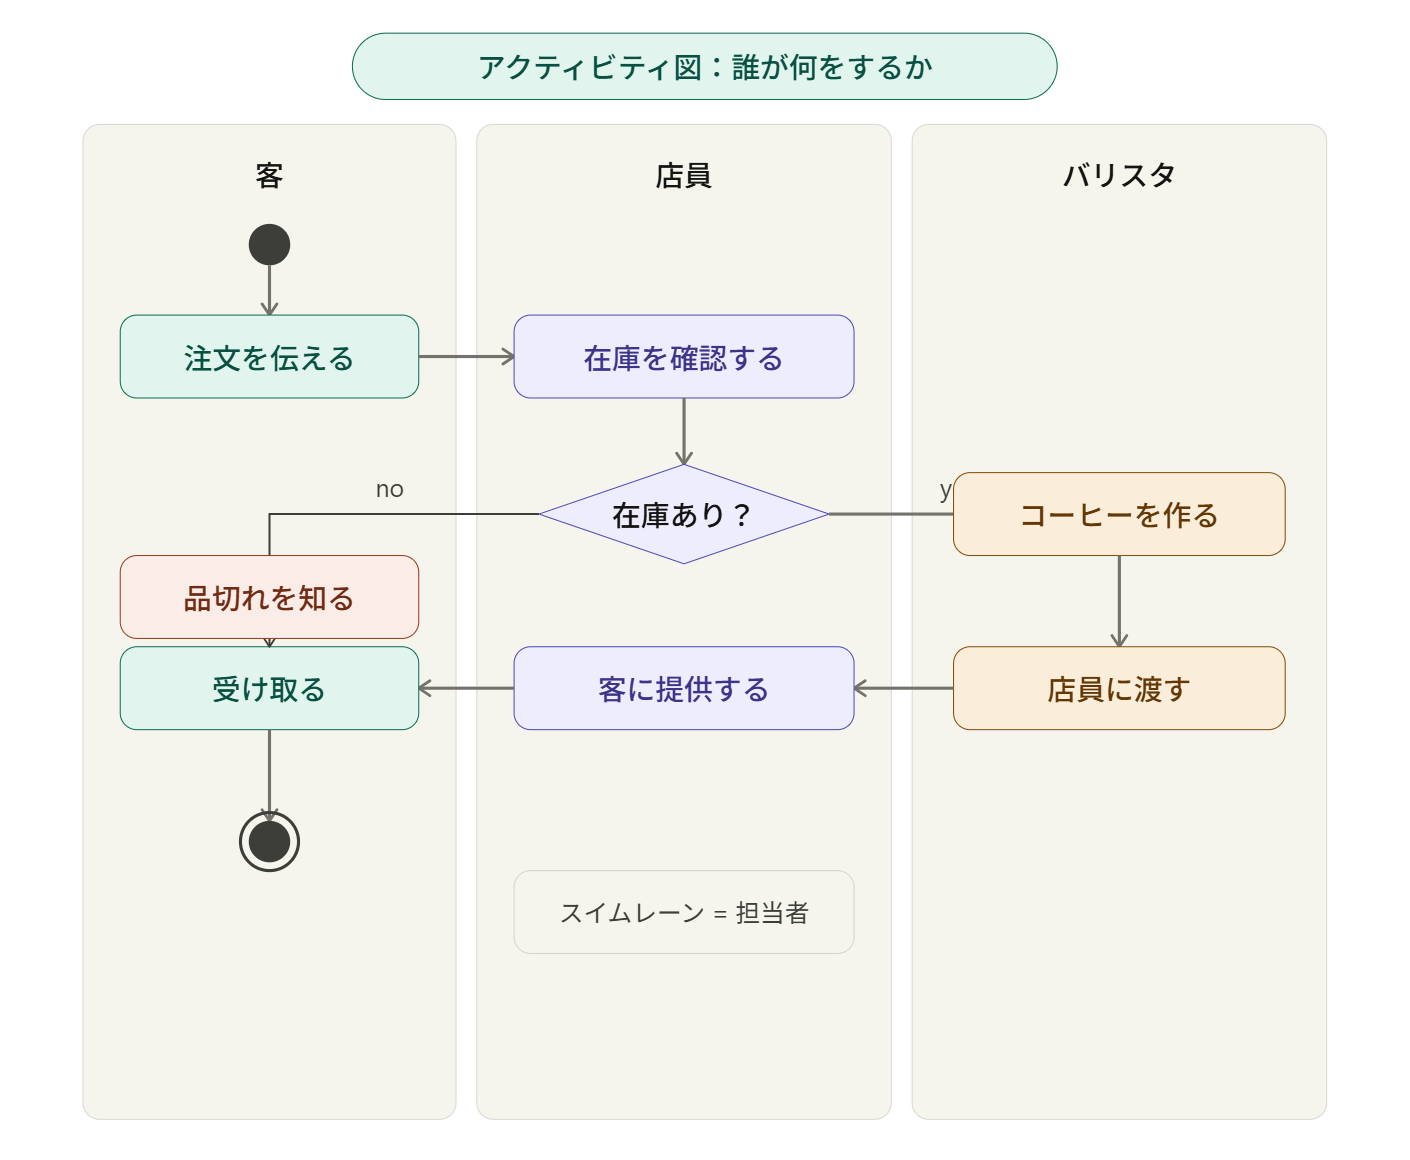 アクティビティ図：誰が何をするか
客
店員
バリスタ
注文を伝える
在庫を確認する
no
在庫あり？
y
コーヒーを作る
品切れを知る
受け取る
客に提供する
店員に渡す
スイムレーン = 担当者